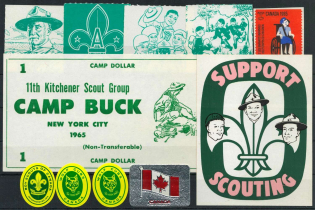 1
CAMP DOLLAR
11th Kitchener Scout Group
CAMP BUCK
NEW YORK CITY
1965
(Non-Transferable)
1
CAMP DOLLAR
SUPPORT
SCOUTING
A